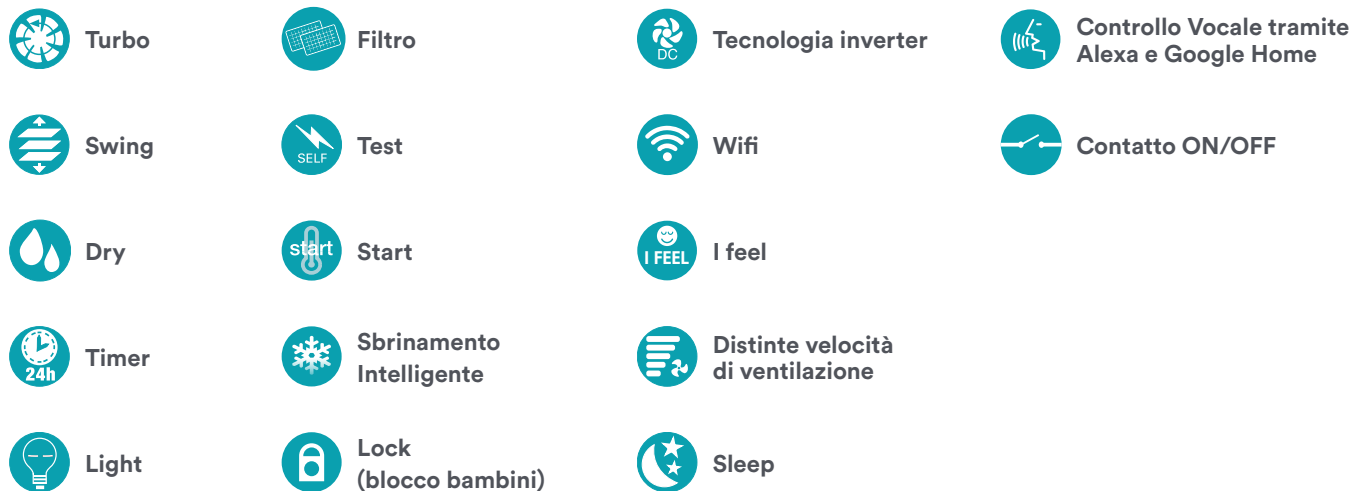 Turbo
Swing
Dry
24h
Timer
Light
Filtro
SELF
Test
start
Start
Sbrinamento
Intelligente
Lock
(blocco bambini)
DC
Tecnologia inverter
Wifi
I FEEL
I feel
Distinte velocità
di ventilazione
Sleep
Controllo Vocale tramite
Alexa e Google Home
Contatto ON/OFF